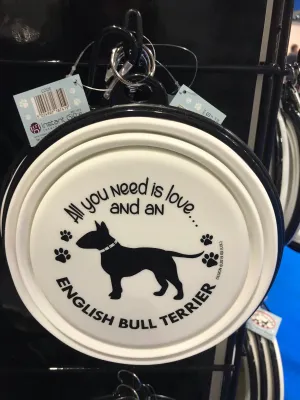 All you need is love...
and an
ENGLISH BULL TERRIER